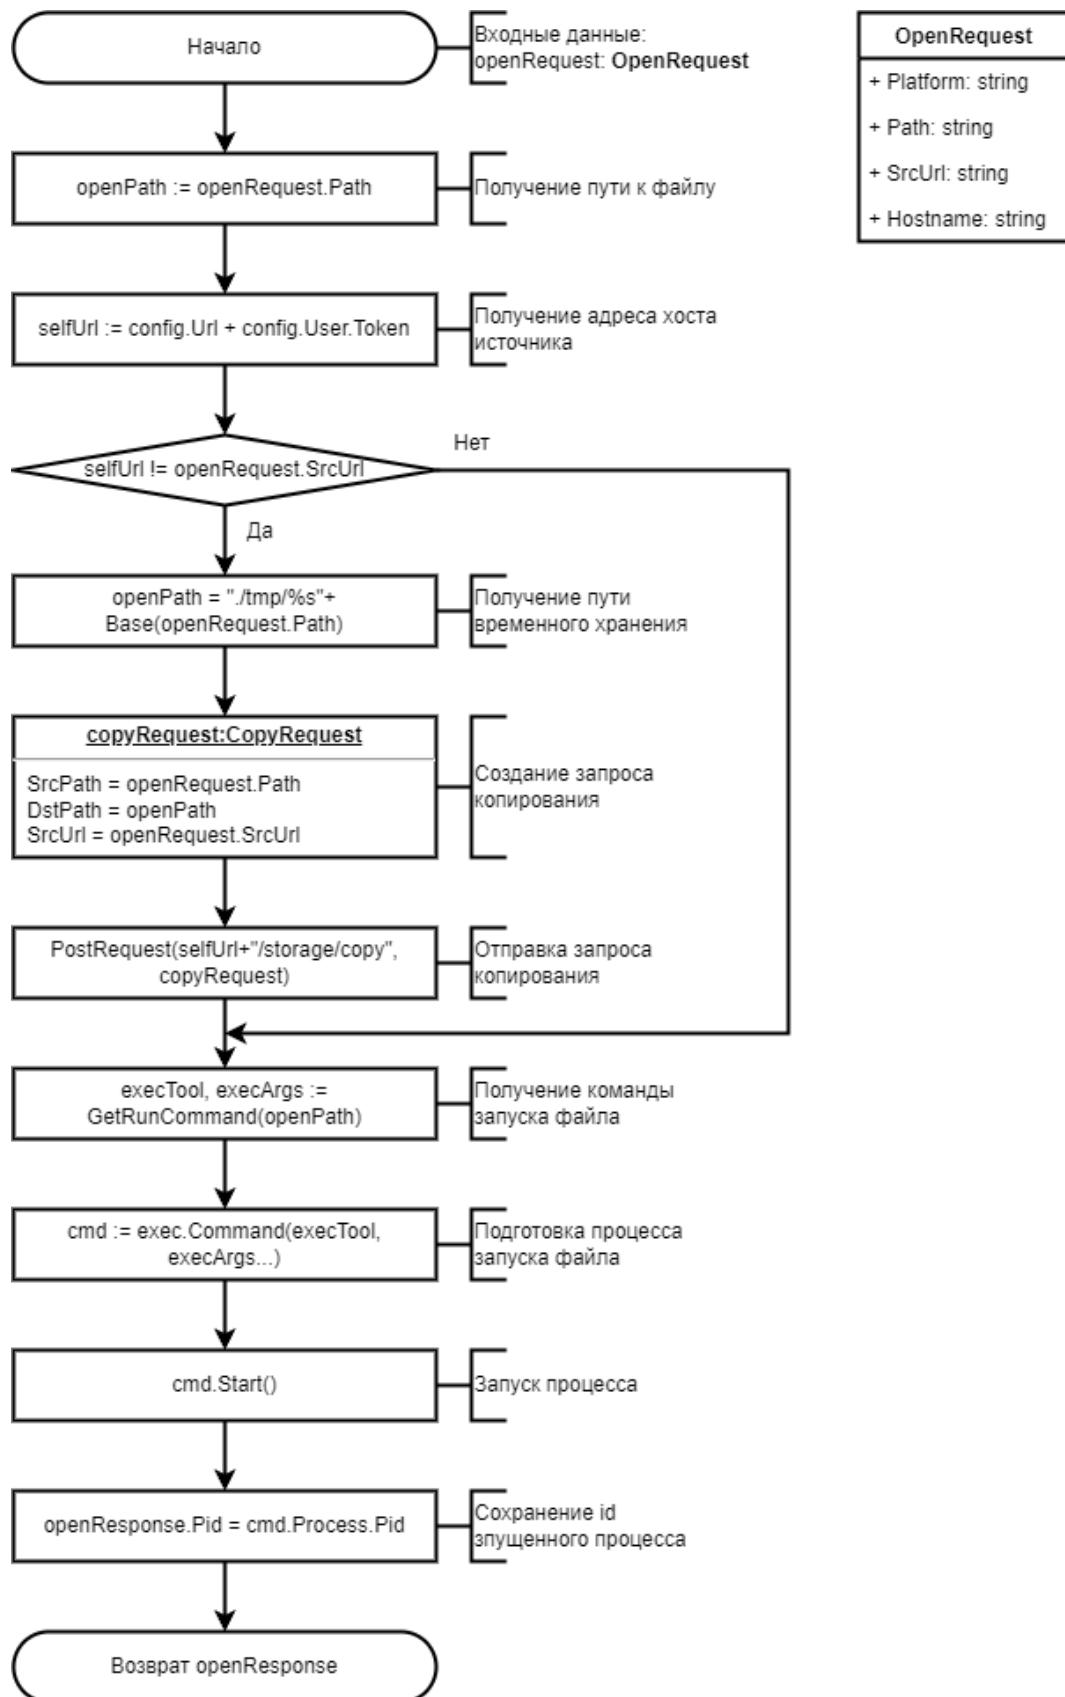 Начало
Входные данные:
openRequest: OpenRequest
OpenRequest
+ Platform: string
+ Path: string
+ SrcUrl: string
+ Hostname: string
openPath := openRequest.Path
Получение пути к файлу
selfUrl := config.Url + config.User.Token
Получение адреса хоста
источника
selfUrl != openRequest.SrcUrl
Нет
Да
openPath = "./tmp/%s"+
Base(openRequest.Path)
Получение пути
временного хранения
copyRequest:CopyRequest
SrcPath = openRequest.Path
DstPath = openPath
SrcUrl = openRequest.SrcUrl
Создание запроса
копирования
PostRequest(selfUrl+"/storage/copy",
copyRequest)
Отправка запроса
копирования
execTool, execArgs :=
GetRunCommand(openPath)
Получение команды
запуска файла
cmd := exec.Command(execTool,
execArgs...)
Подготовка процесса
запуска файла
cmd.Start()
Запуск процесса
openResponse.Pid = cmd.Process.Pid
Сохранение id
зпущенного процесса
Возврат openResponse